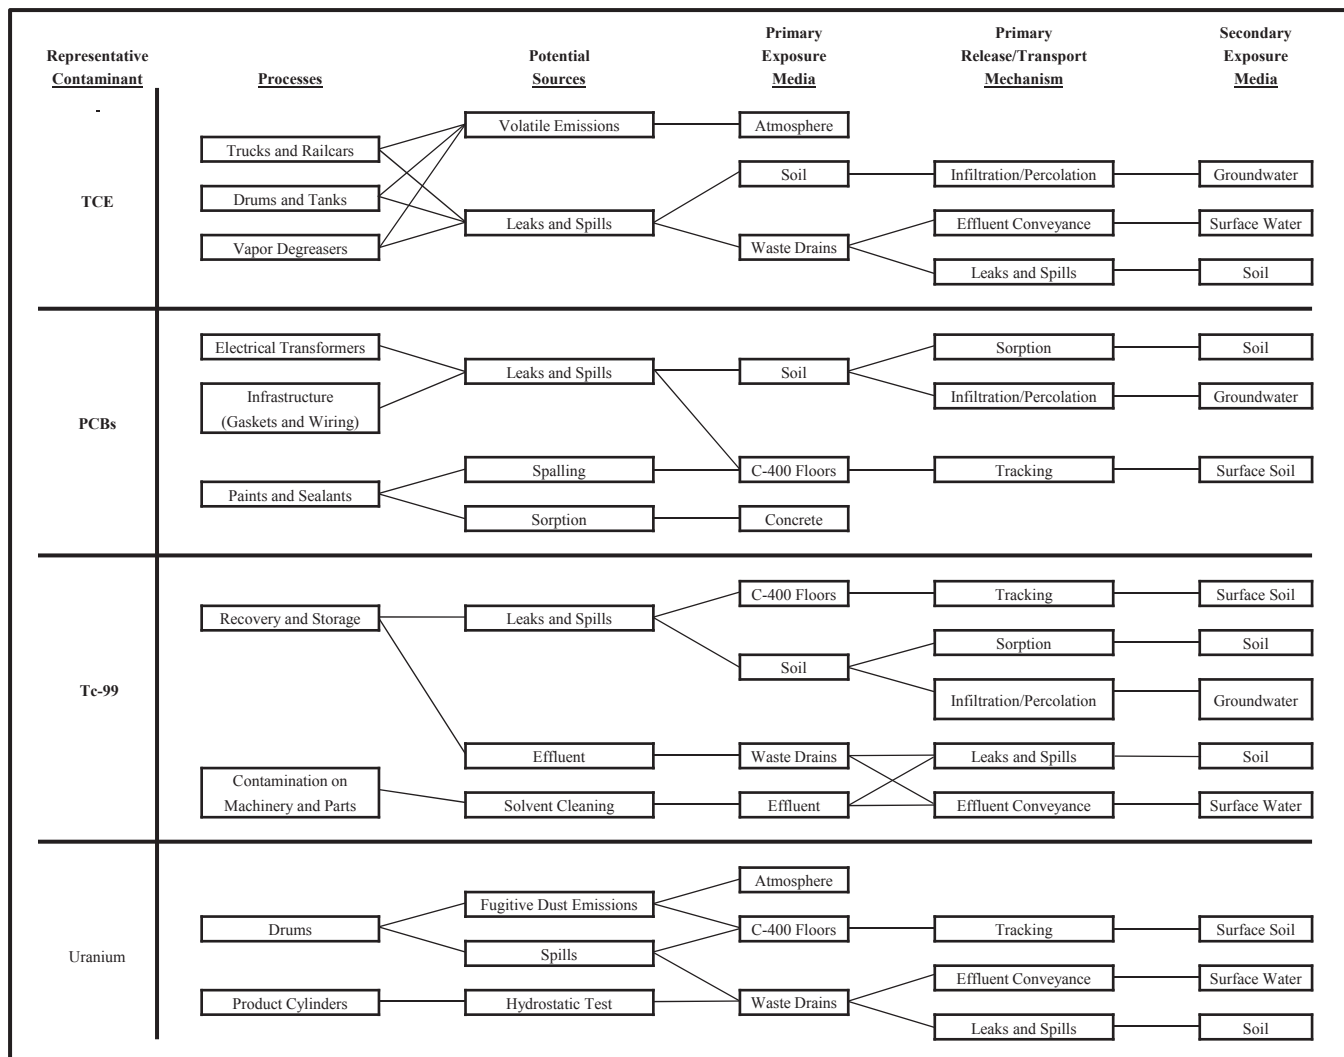 Representative
Contaminant
Processes
Potential
Sources
Primary
Exposure
Media
Primary
Release/Transport
Mechanism
Secondary
Exposure
Media
-
TCE
Trucks and Railcars
Drums and Tanks
Vapor Degreasers
Volatile Emissions
Leaks and Spills
Atmosphere
Soil
Waste Drains
Infiltration/Percolation
Effluent Conveyance
Leaks and Spills
Groundwater
Surface Water
Soil
PCBs
Electrical Transformers
Infrastructure
(Gaskets and Wiring)
Paints and Sealants
Leaks and Spills
Spalling
Sorption
Soil
C-400 Floors
Concrete
Sorption
Infiltration/Percolation
Tracking
Soil
Groundwater
Surface Soil
Tc-99
Recovery and Storage
Contamination on
Machinery and Parts
Leaks and Spills
Effluent
Solvent Cleaning
C-400 Floors
Soil
Waste Drains
Effluent
Tracking
Sorption
Infiltration/Percolation
Leaks and Spills
Effluent Conveyance
Surface Soil
Soil
Groundwater
Soil
Surface Water
Uranium
Drums
Product Cylinders
Fugitive Dust Emissions
Spills
Hydrostatic Test
Atmosphere
C-400 Floors
Waste Drains
Tracking
Effluent Conveyance
Leaks and Spills
Surface Soil
Surface Water
Soil